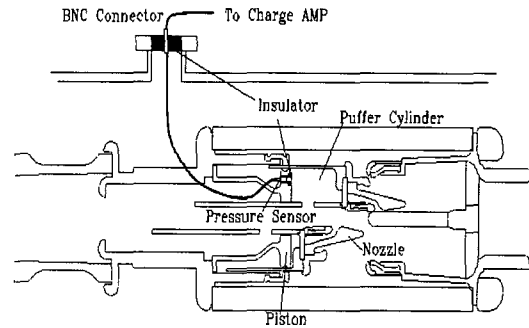 BNC Connector
To Charge AMP
Insulator
Puffer Cylinder
Pressure Sensor
Nozzle
Piston